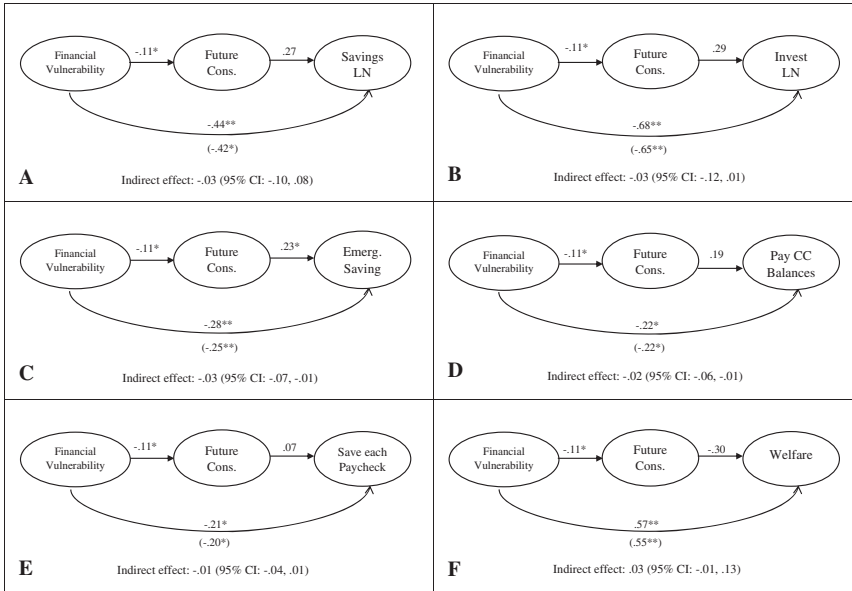 Financial
Vulnerability
-.11*
Future
Cons.
.27
Savings
LN
-.44**
(-.42*)
A
Indirect effect: -.03 (95% CI: -.10, .08)
Financial
Vulnerability
-.11*
Future
Cons.
.29
Invest
LN
-.68**
(-.65**)
B
Indirect effect: -.03 (95% CI: -.12, .01)
Financial
Vulnerability
-.11*
Future
Cons.
.23*
Emerg.
Saving
-.28**
(-.25**)
C
Indirect effect: -.03 (95% CI: -.07, -.01)
Financial
Vulnerability
-.11*
Future
Cons.
.19
Pay CC
Balances
-.22*
(-.22*)
D
Indirect effect: -.02 (95% CI: -.06, -.01)
Financial
Vulnerability
-.11*
Future
Cons.
.07
Save each
Paycheck
-.21*
(-.20*)
E
Indirect effect: -.01 (95% CI: -.04, .01)
Financial
Vulnerability
-.11*
Future
Cons.
-.30
Welfare
.57**
(.55**)
F
Indirect effect: .03 (95% CI: -.01, .13)